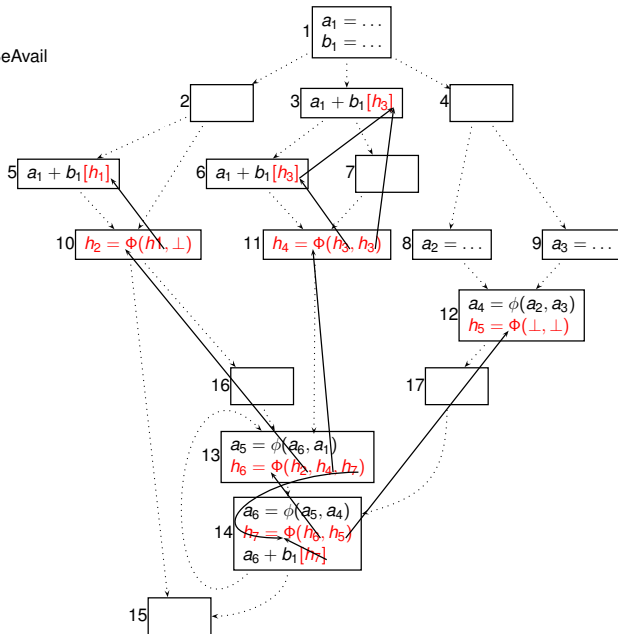 1 a₁ = …
b₁ = …
eAvail
2
3 a₁ + b₁[h₃]
4
5 a₁ + b₁[h₁]
6 a₁ + b₁[h₃]
7
10 h₂ = Φ(h1, ⊥)
11 h₄ = Φ(h₃, h₃)
8 a₂ = …
9 a₃ = …
a₄ = ϕ(a₂, a₃)
12
h₅ = Φ(⊥, ⊥)
16
17
a₅ = ϕ(a₆, a₁)
13
h₆ = Φ(h₂, h₄, h₇)
a₆ = ϕ(a₅, a₄)
14 h₇ = Φ(h₆, h₅)
a₆ + b₁[h₇]
15